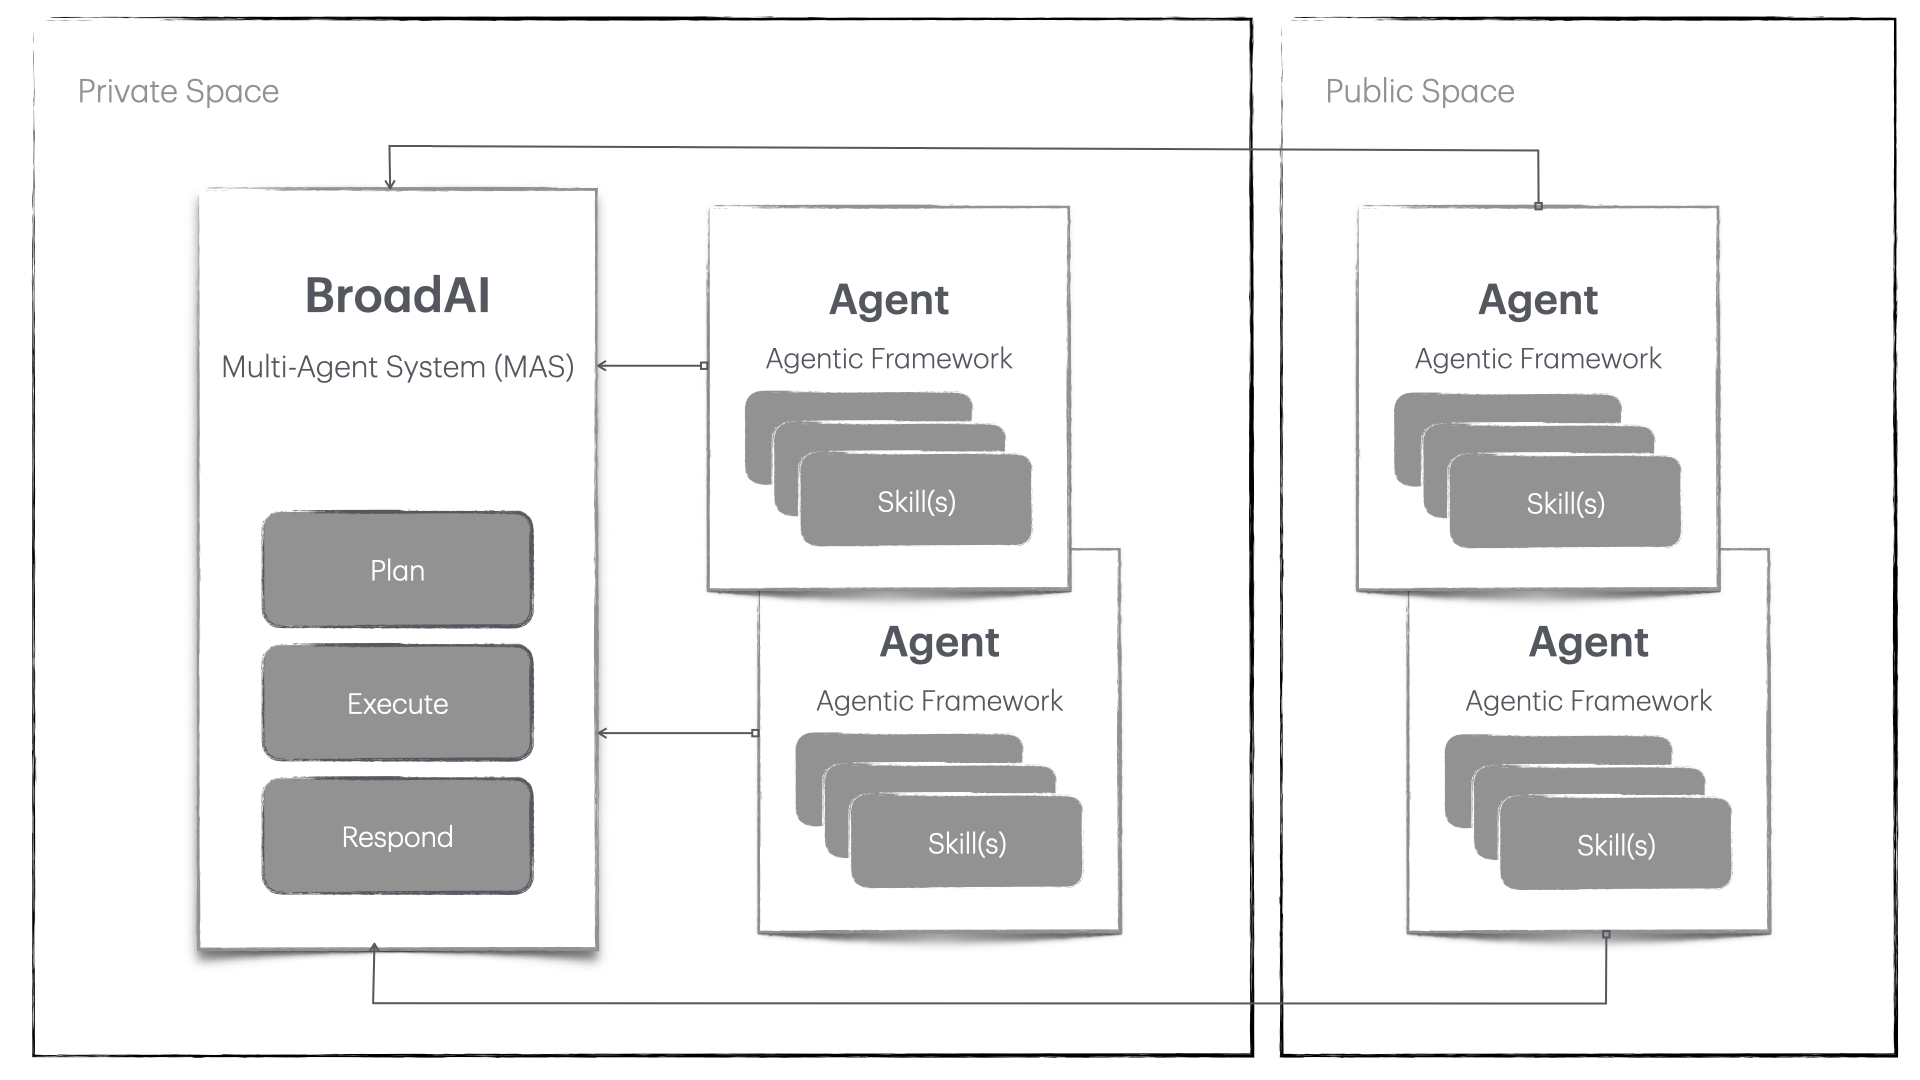 Private Space
BroadAI
Multi-Agent System (MAS)
Plan
Execute
Respond
Agent
Agentic Framework
Skill(s)
Agent
Agentic Framework
Skill(s)
Public Space
Agent
Agentic Framework
Skill(s)
Agent
Agentic Framework
Skill(s)